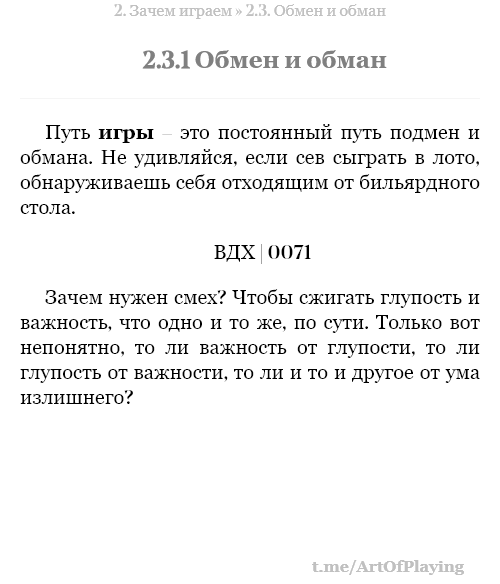 2. Зачем играем » 2.3. Обмен и обман
2.3.1 Обмен и обман
Путь игры – это постоянный путь подмен и
обмана. Не удивляйся, если сев сыграть в лото,
обнаруживаешь себя отходящим от бильярдного
стола.
ВДХ | 0071
Зачем нужен смех? Чтобы сжигать глупость и
важность, что одно и то же, по сути. Только вот
непонятно, то ли важность от глупости, то ли
глупость от важности, то ли и то и другое от ума
излишнего?
t.me/ArtOfPlaying